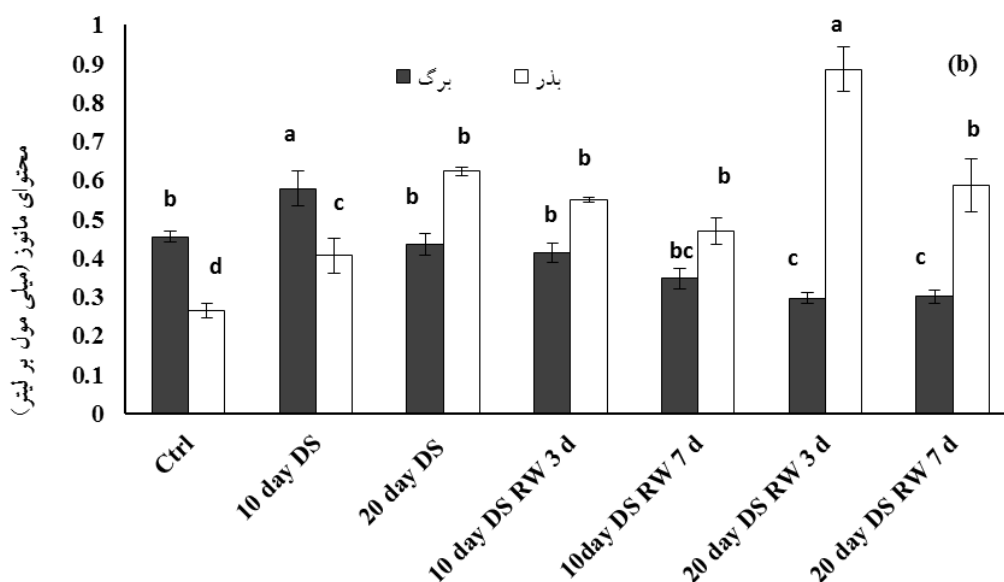 محتوای مانوز (میلی مول بر لیتر)
1
0.9
0.8
0.7
0.6
0.5
0.4
0.3
0.2
0.1
0
برگ
بذر
(b)
b
d
a
c
b
b
b
b
bc
b
c
a
c
b
Ctrl
10 day DS
20 day DS
10 day DS RW 3 d
10day DS RW 7 d
20 day DS RW 3 d
20 day DS RW 7 d